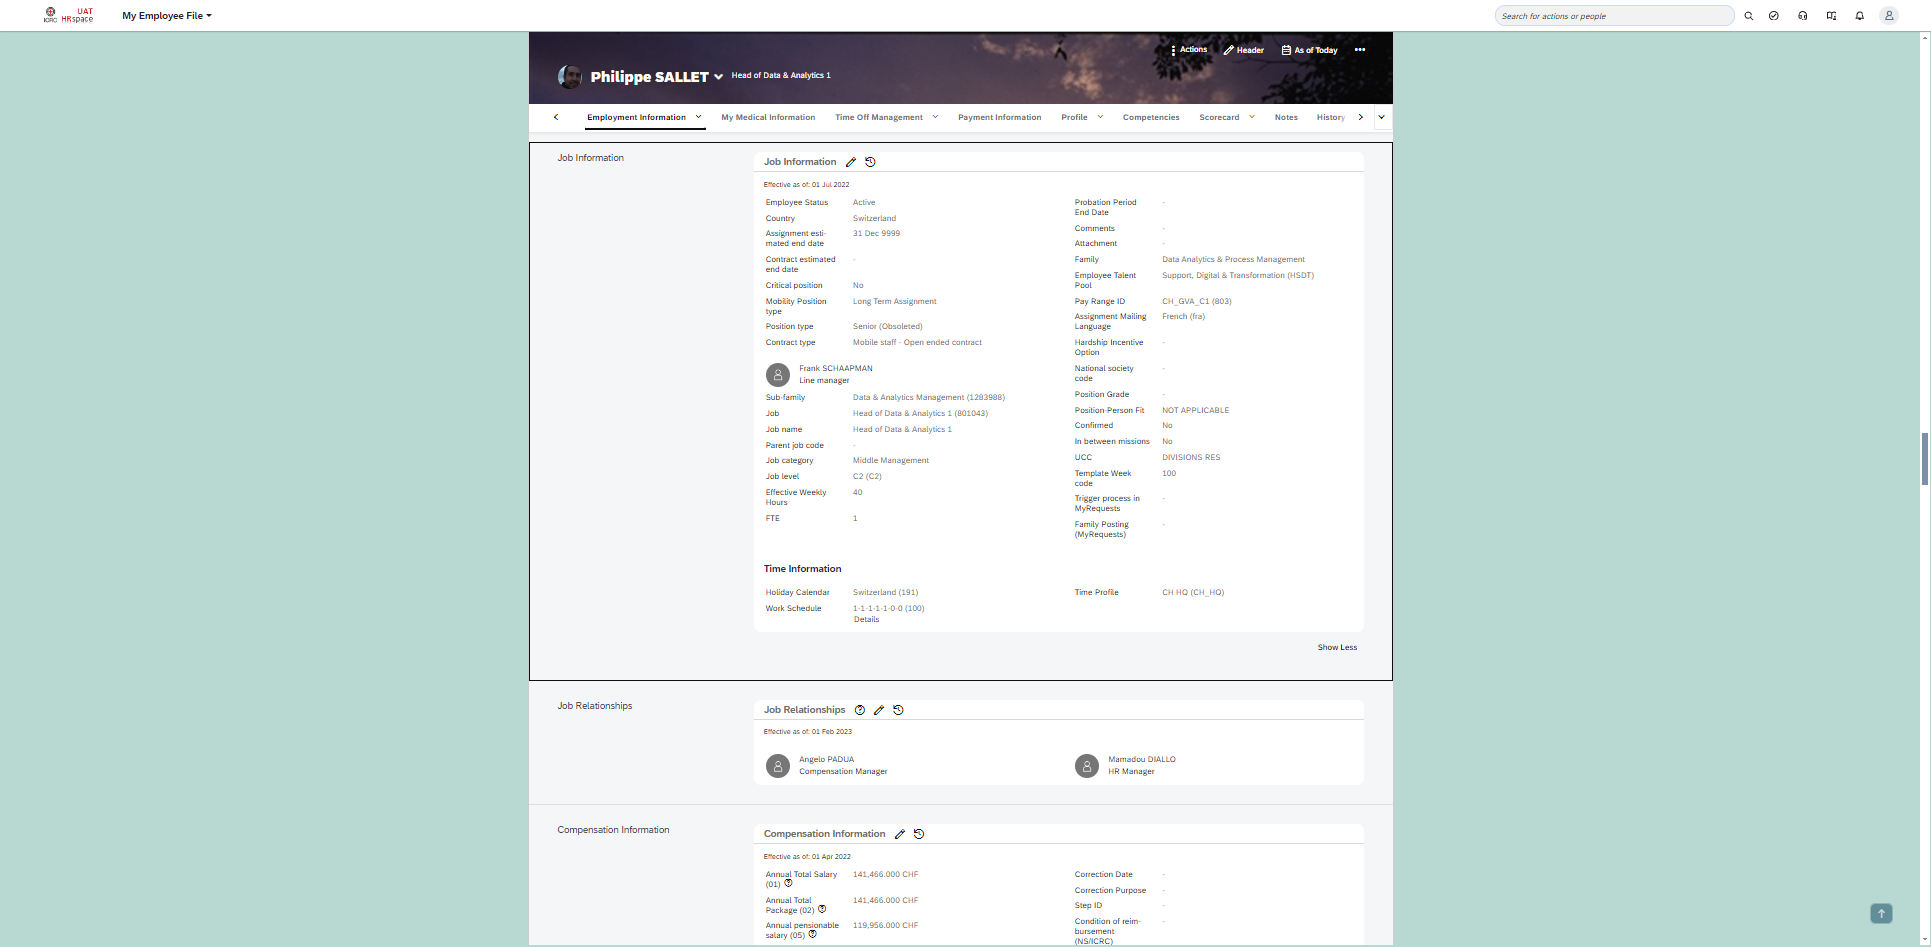 ICRC UAT HRspace
My Employee File
Search for actions or people
Actions
Header
As of Today
Philippe SALLET
Head of Data & Analytics 1
Employment Information
My Medical Information
Time Off Management
Payment Information
Profile
Competencies
Scorecard
Notes
History
Job Information
Job Information
Effective as of: 01 Jul 2022
Employee Status Active
Country Switzerland
Assignment esti-
mated end date 31 Dec 9999
Contract estimated
end date -
Critical position No
Mobility Position
type Long Term Assignment
Position type Senior (Obsoleted)
Contract type Mobile staff - Open ended contract
Frank SCHAAPMAN
Line manager
Sub-family Data & Analytics Management (1283988)
Job Head of Data & Analytics 1 (801043)
Job name Head of Data & Analytics 1
Parent job code -
Job category Middle Management
Job level C2 (C2)
Effective Weekly
Hours 40
FTE 1
Probation Period
End Date -
Comments -
Attachment -
Family Data Analytics & Process Management
Employee Talent
Pool Support, Digital & Transformation (HSDT)
Pay Range ID CH_GVA_C1 (803)
Assignment Mailing
Language French (fra)
Hardship Incentive
Option -
National society
code -
Position Grade -
Position-Person Fit NOT APPLICABLE
Confirmed No
In between missions No
UCC DIVISIONS RES
Template Week
code 100
Trigger process in
MyRequests -
Family Posting
(MyRequests) -
Time Information
Holiday Calendar Switzerland (191)
Work Schedule 1-1-1-1-1-0-0 (100)
Details
Time Profile CH HQ (CH_HQ)
Show Less
Job Relationships
Job Relationships
Effective as of: 01 Feb 2023
Angelo PADUA
Compensation Manager
Mamadou DIALLO
HR Manager
Compensation Information
Compensation Information
Effective as of: 01 Apr 2022
Annual Total Salary
(01) 141,466.000 CHF
Annual Total
Package (02) 141,466.000 CHF
Annual pensionable
salary (05) 119,956.000 CHF
Correction Date -
Correction Purpose -
Step ID -
Condition of reim-
bursement
(NS/ICRC) -